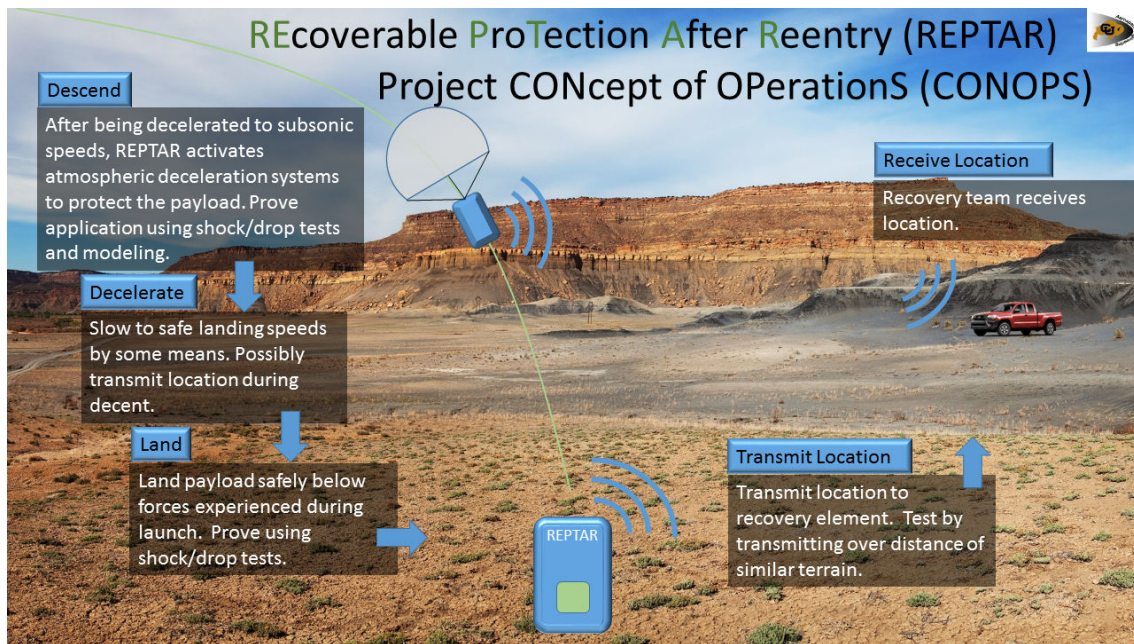 REcoverable ProTection After Reentry (REPTAR)
Project CONcept of OPerationS (CONOPS)
CU
Descend
After being decelerated to subsonic
speeds, REPTAR activates
atmospheric deceleration systems
to protect the payload. Prove
application using shock/drop tests
and modeling.
Decelerate
Slow to safe landing speeds
by some means. Possibly
transmit location during
decent.
Land
Land payload safely below
forces experienced during
launch. Prove using
shock/drop tests.
REPTAR
Transmit Location
Transmit location to
recovery element. Test by
transmitting over distance of
similar terrain.
Receive Location
Recovery team receives
location.